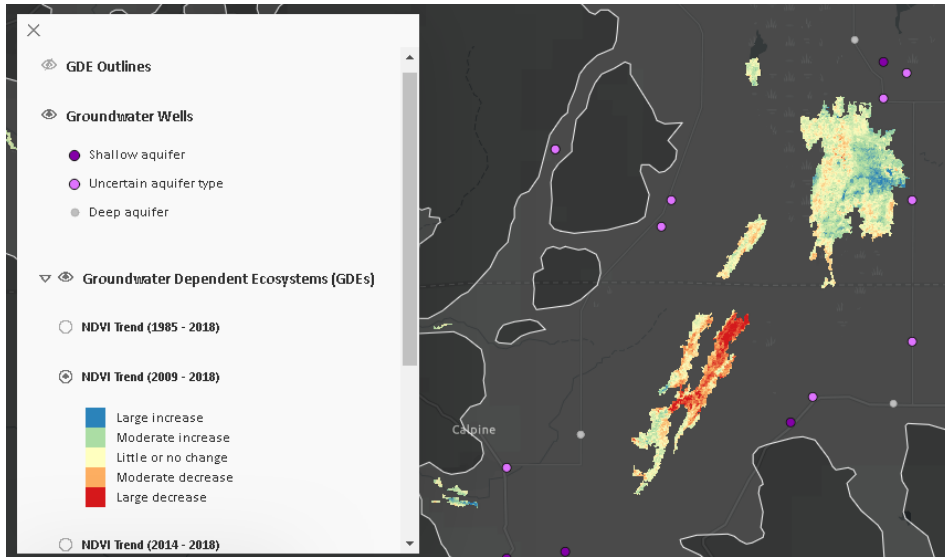 GDE Outlines
Groundwater Wells
Shallow aquifer
Uncertain aquifer type
Deep aquifer
Groundwater Dependent Ecosystems (GDEs)
NDVI Trend (1985 - 2018)
NDVI Trend (2009 - 2018)
Large increase
Moderate increase
Little or no change
Moderate decrease
Large decrease
NDVI Trend (2014 - 2018)
Calpine